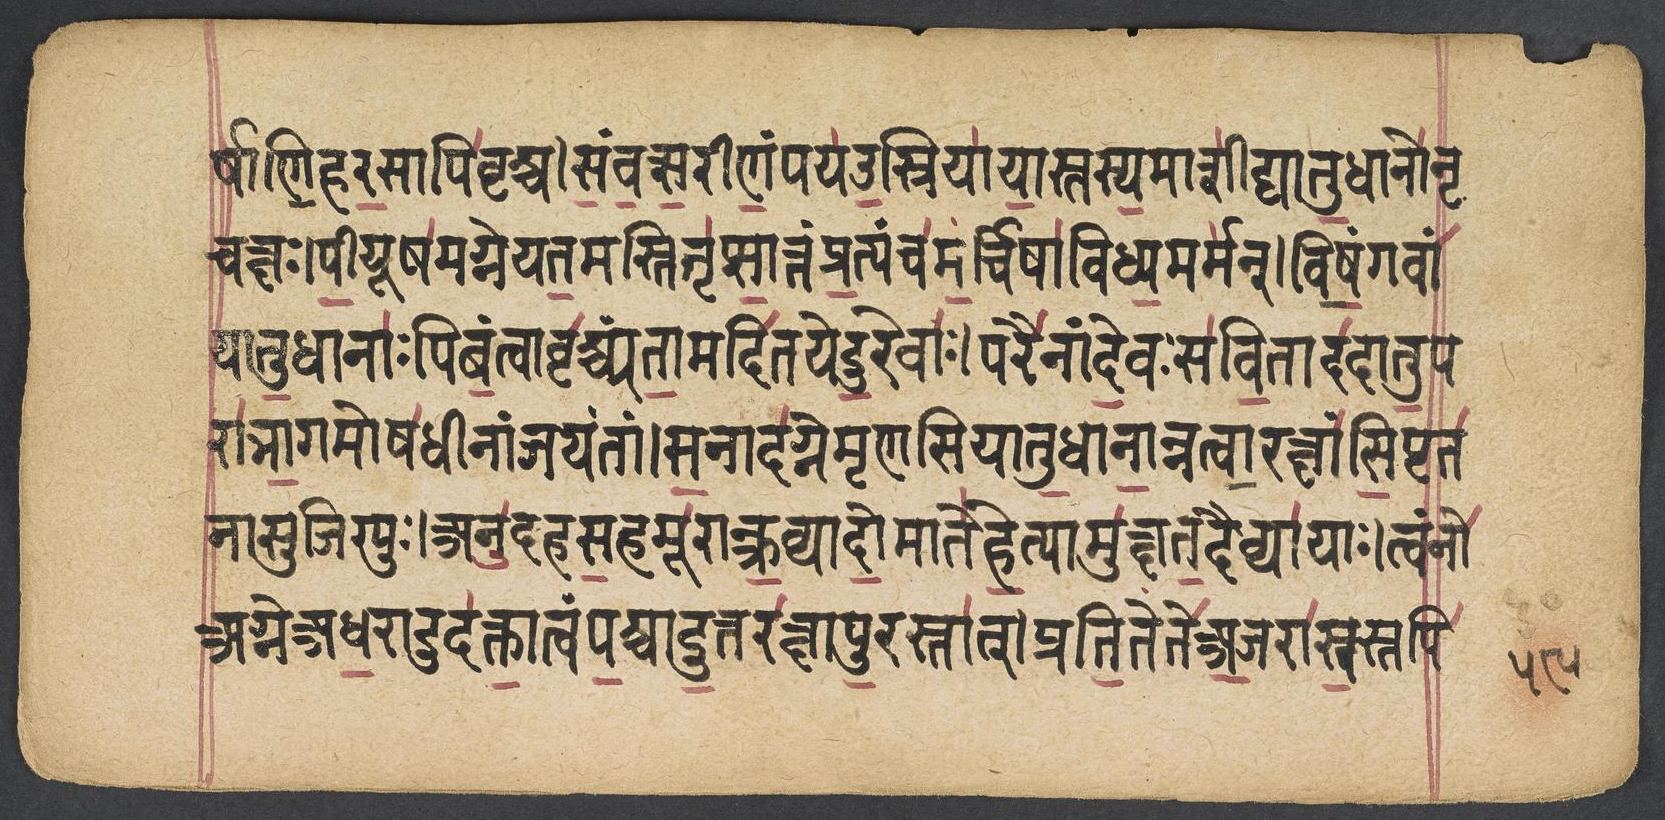 र्षाणिहरसापिवृश्च।संवत्सरीणंपयउस्रियायास्तस्यमाशीद्यातुधानोनृ
चक्षः।पीयूषमग्नेयतमस्तितृप्सात्तंप्रत्यंचमर्चिषाविध्यमर्मन्।विषंगवां
यातुधानाःपिबंत्वावृश्च्यंतामदितयेदुरेवाः।परैनांदेवःसविताददातुप
राभागमोषधीनांजयंतां।सनादग्नेमृणसियातुधानान्नत्वारक्षांसिपृत
नासुजिग्युः।अनुदहसहमूरान्क्रव्यादोमातेहेत्यामुक्षतदैव्यायाः।त्वंनो
अग्नेअधरादुदक्तात्वंपश्चादुतरक्षापुरस्तात्।प्रतितेतेअजरासस्तपि
५९५